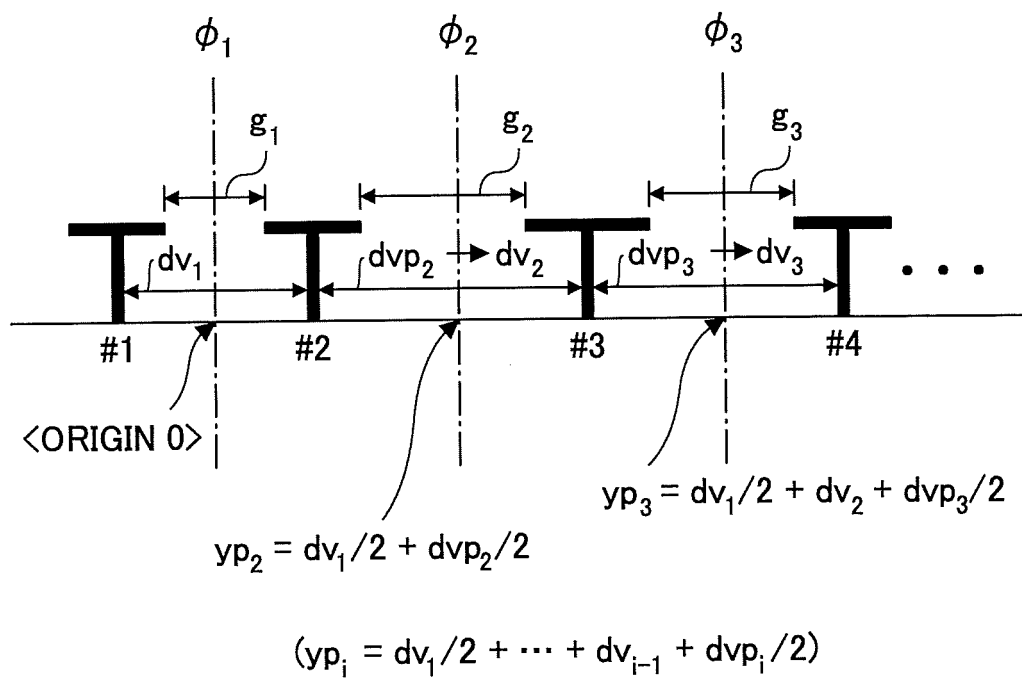 ϕ₁ ϕ₂ ϕ₃
g₁ g₂ g₃
dv₁ dvp₂ → dv₂ dvp₃ → dv₃ • • •
#1 #2 #3 #4
<ORIGIN 0>
yp₃ = dv₁/2 + dv₂ + dvp₃/2
yp₂ = dv₁/2 + dvp₂/2
(ypᵢ = dv₁/2 + ⋯ + dvᵢ₋₁ + dvpᵢ/2)